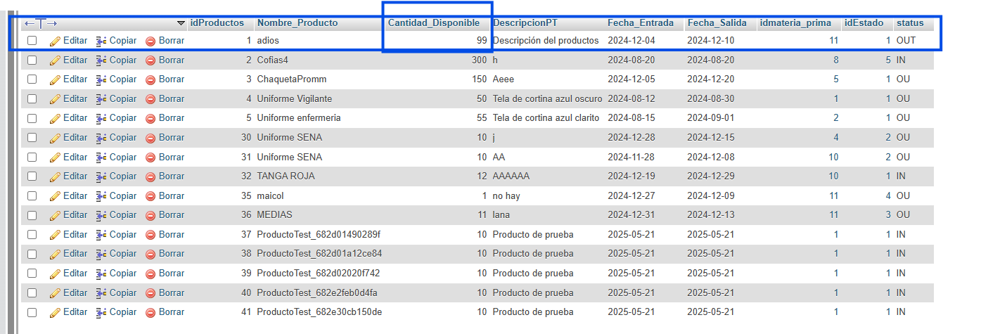 idProductos Nombre_Producto Cantidad_Disponible DescripcionPT Fecha_Entrada Fecha_Salida idmateria_prima idEstado status
Editar Copiar Borrar 1 adios 99 Descripción del productos 2024-12-04 2024-12-10 11 1 OUT
Editar Copiar Borrar 2 Cofias4 300 h 2024-08-20 2024-08-20 8 5 IN
Editar Copiar Borrar 3 ChaquetaPromm 150 Aeee 2024-12-05 2024-12-20 5 1 OU
Editar Copiar Borrar 4 Uniforme Vigilante 50 Tela de cortina azul oscuro 2024-08-12 2024-08-30 1 1 OU
Editar Copiar Borrar 5 Uniforme enfermeria 55 Tela de cortina azul clarito 2024-08-15 2024-09-01 2 1 OU
Editar Copiar Borrar 30 Uniforme SENA 10 j 2024-12-28 2024-12-15 4 2 OU
Editar Copiar Borrar 31 Uniforme SENA 10 AA 2024-11-28 2024-12-08 10 2 OU
Editar Copiar Borrar 32 TANGA ROJA 12 AAAAAA 2024-12-19 2024-12-29 10 1 IN
Editar Copiar Borrar 35 maicol 1 no hay 2024-12-27 2024-12-09 11 4 OU
Editar Copiar Borrar 36 MEDIAS 11 lana 2024-12-31 2024-12-13 11 3 OU
Editar Copiar Borrar 37 ProductoTest_682d01490289f 10 Producto de prueba 2025-05-21 2025-05-21 1 1 IN
Editar Copiar Borrar 38 ProductoTest_682d01a12ce84 10 Producto de prueba 2025-05-21 2025-05-21 1 1 IN
Editar Copiar Borrar 39 ProductoTest_682d02020f742 10 Producto de prueba 2025-05-21 2025-05-21 1 1 IN
Editar Copiar Borrar 40 ProductoTest_682e2feb0d4fa 10 Producto de prueba 2025-05-21 2025-05-21 1 1 IN
Editar Copiar Borrar 41 ProductoTest_682e30cb150de 10 Producto de prueba 2025-05-21 2025-05-21 1 1 IN